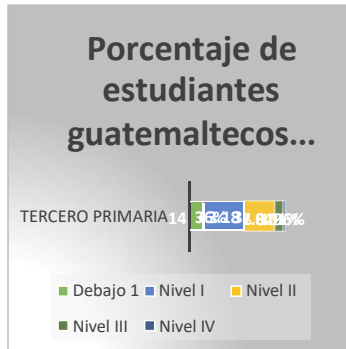 Porcentaje de
estudiantes
guatemaltecos...
TERCERO PRIMARIA
Debajo 1 Nivel I Nivel II
Nivel III Nivel IV